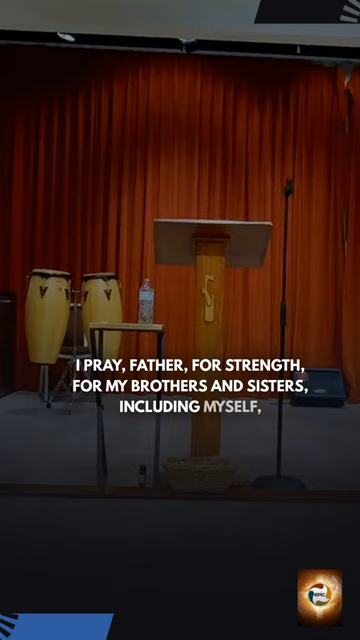 I PRAY, FATHER, FOR STRENGTH,
FOR MY BROTHERS AND SISTERS,
INCLUDING MYSELF,